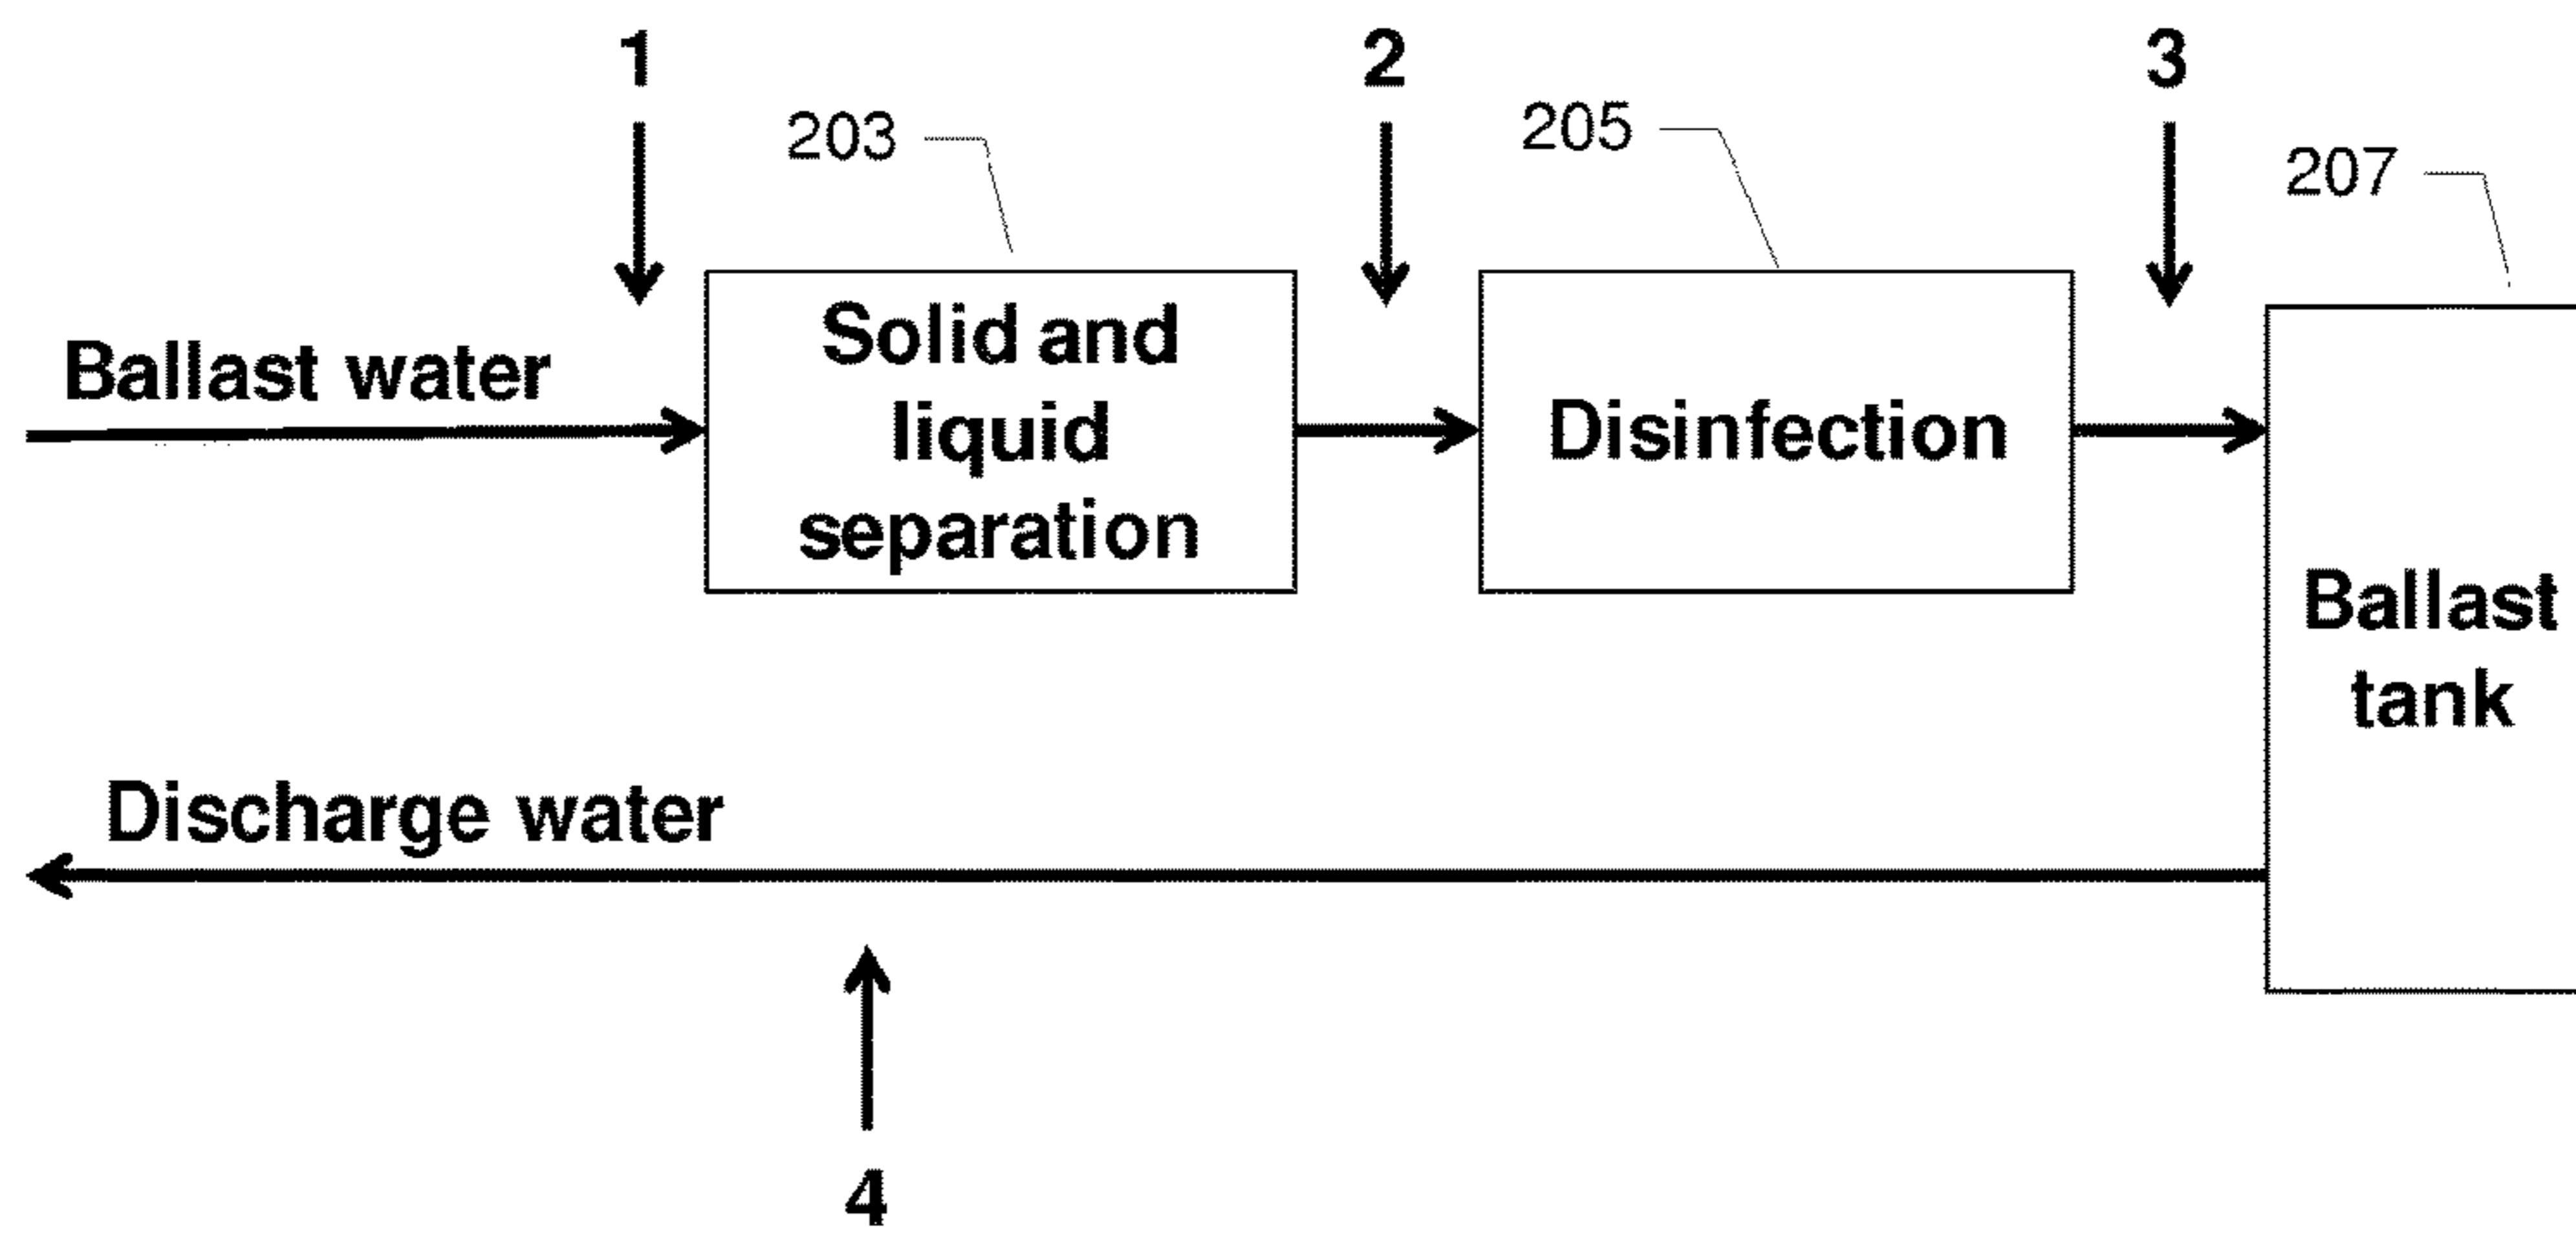 1
2
3
203
205
207
Ballast water
Solid and
liquid
separation
Disinfection
Ballast
tank
Discharge water
4